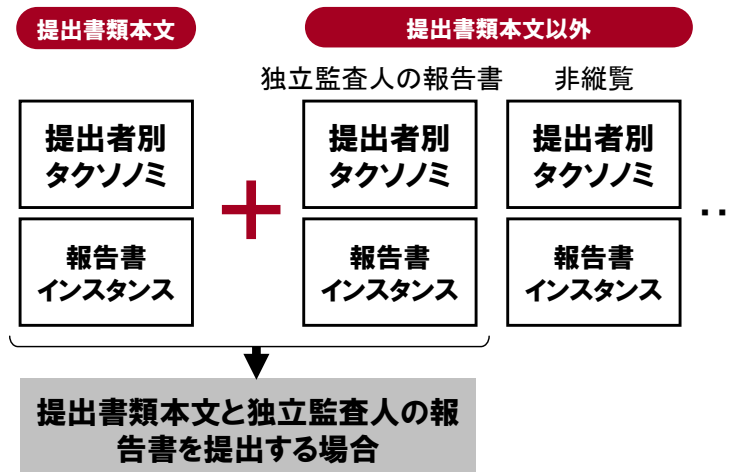 提出書類本文
提出書類本文以外
独立監査人の報告書
非縦覧
提出者別
タクソノミ
提出者別
タクソノミ
提出者別
タクソノミ
+
‥
報告書
インスタンス
報告書
インスタンス
報告書
インスタンス
提出書類本文と独立監査人の報
告書を提出する場合